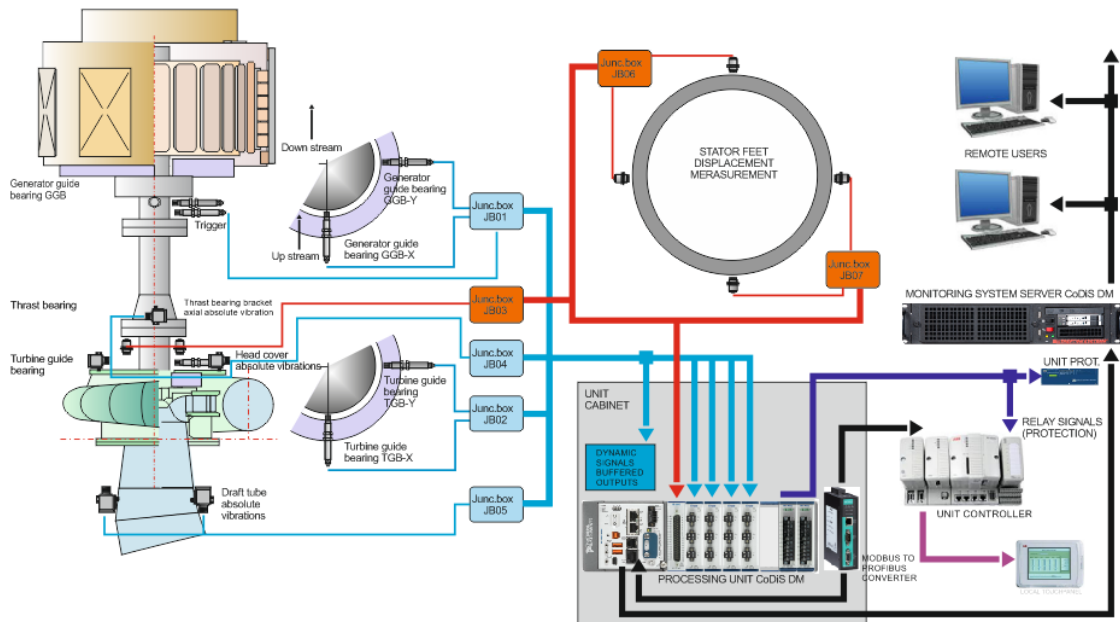 Generator guide
bearing GGB
Trigger
Down stream
Up stream
Generator
guide bearing
GGB-Y
Generator guide
bearing GGB-X
Junc.box
JB01
Thrast bearing
Thrast bearing bracket
axial absolute vibration
Junc.box
JB03
Turbine guide
bearing
Head cover
absolute vibrations
Junc.box
JB04
Turbine guide
bearing
TGB-Y
Turbine guide
bearing TGB-X
Junc.box
JB02
Draft tube
absolute
vibrations
Junc.box
JB05
Junc.box
JB06
STATOR FEET
DISPLACEMENT
MERASUREMENT
Junc.box
JB07
REMOTE USERS
MONITORING SYSTEM SERVER CoDiS DM
UNIT PROT.
UNIT
CABINET
DYNAMIC
SIGNALS
BUFFERED
OUTPUTS
RELAY SIGNALS
(PROTECTION)
UNIT CONTROLLER
PROCESSING UNIT CoDiS DM
MODBUS TO
PROFIBUS
CONVERTER
LOCAL TOUCHPANEL